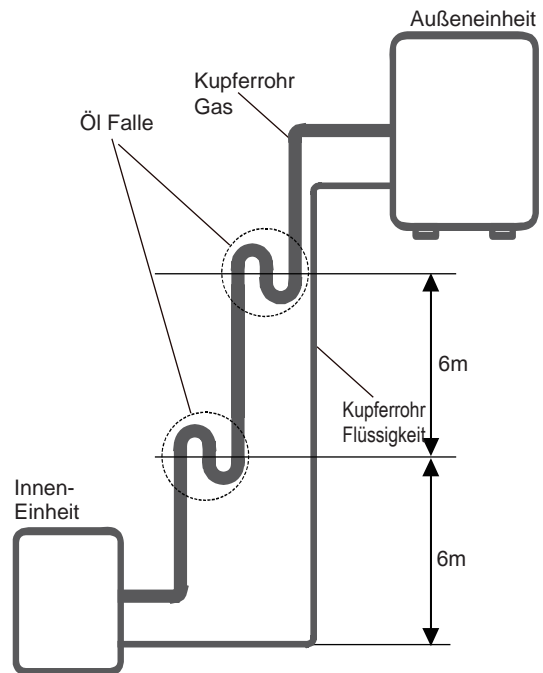 Außeneinheit
Kupferrohr
Gas
Öl Falle
6m
Kupferrohr
Flüssigkeit
Innen-
Einheit
6m